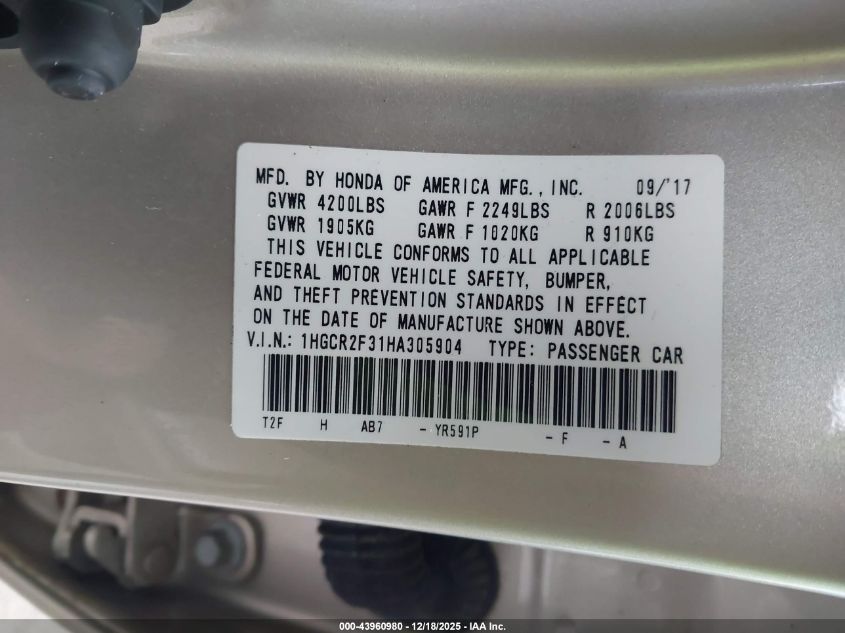 MFD. BY HONDA OF AMERICA MFG., INC. 09/'17
GVWR 4200LBS GAWR F 2249LBS R 2006LBS
GVWR 1905KG GAWR F 1020KG R 910KG
THIS VEHICLE CONFORMS TO ALL APPLICABLE
FEDERAL MOTOR VEHICLE SAFETY, BUMPER,
AND THEFT PREVENTION STANDARDS IN EFFECT
ON THE DATE OF MANUFACTURE SHOWN ABOVE.
V.I.N.: 1HGCR2F31HA305904 TYPE: PASSENGER CAR
T2F H AB7 - YR591P - F - A
000-43960980 - 12/18/2025 - IAA Inc.